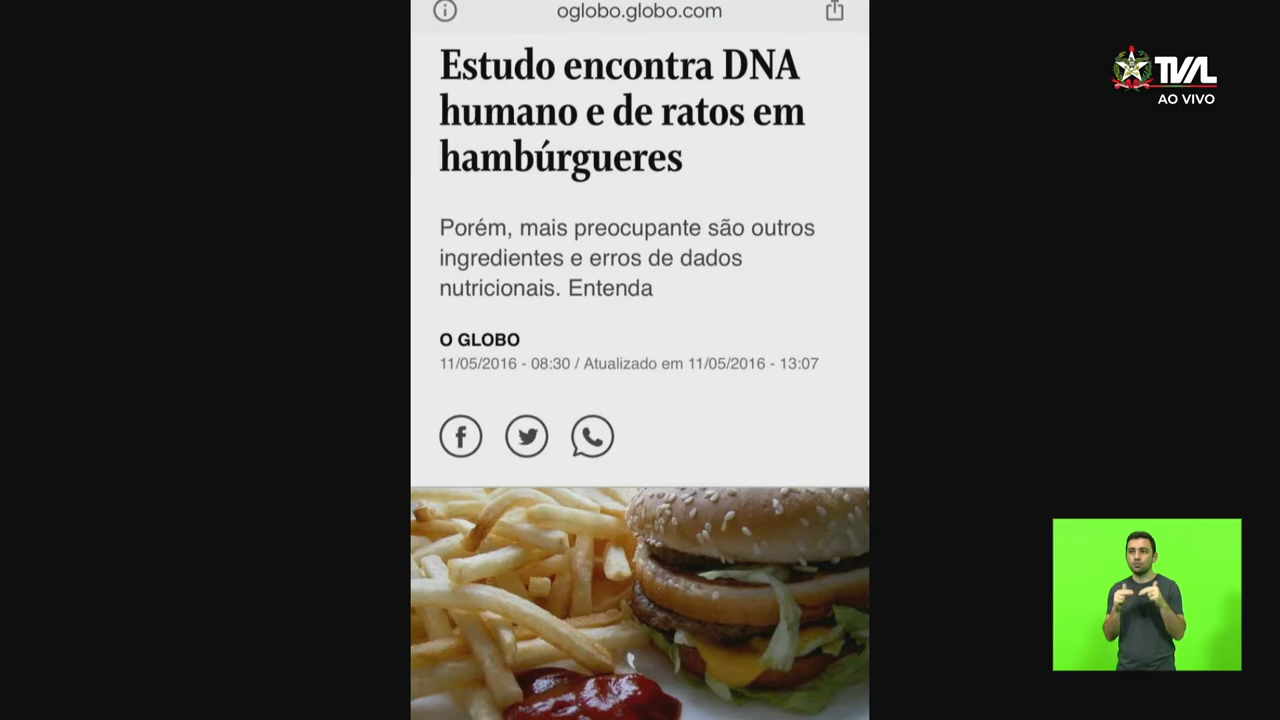 oglobo.globo.com
TVAL
AO VIVO
Estudo encontra DNA
humano e de ratos em
hambúrgueres
Porém, mais preocupante são outros
ingredientes e erros de dados
nutricionais. Entenda
O GLOBO
11/05/2016 - 08:30 / Atualizado em 11/05/2016 - 13:07